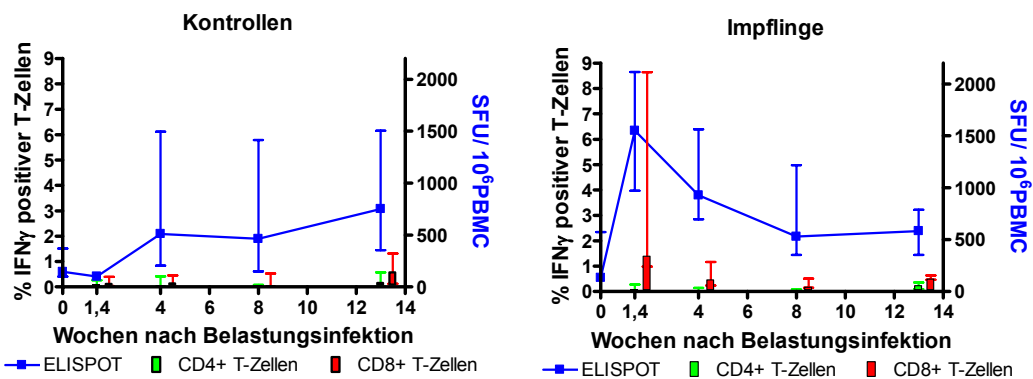 Kontrollen
% IFNγ positiver T-Zellen
9
8
7
6
5
4
3
2
1
0
2000
1500
1000
500
0
SFU/ 10⁶PBMC
0 1,4 4 6 8 10 12 14
Wochen nach Belastungsinfektion
ELISPOT CD4+ T-Zellen CD8+ T-Zellen
Impflinge
% IFNγ positiver T-Zellen
9
8
7
6
5
4
3
2
1
0
2000
1500
1000
500
0
SFU/ 10⁶PBMC
0 1,4 4 6 8 10 12 14
Wochen nach Belastungsinfektion
ELISPOT CD4+ T-Zellen CD8+ T-Zellen